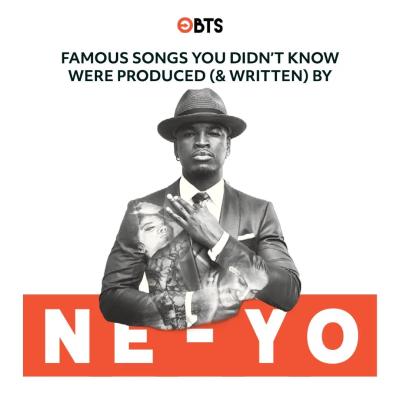 BTS
FAMOUS SONGS YOU DIDN'T KNOW
WERE PRODUCED (& WRITTEN) BY
NE-YO